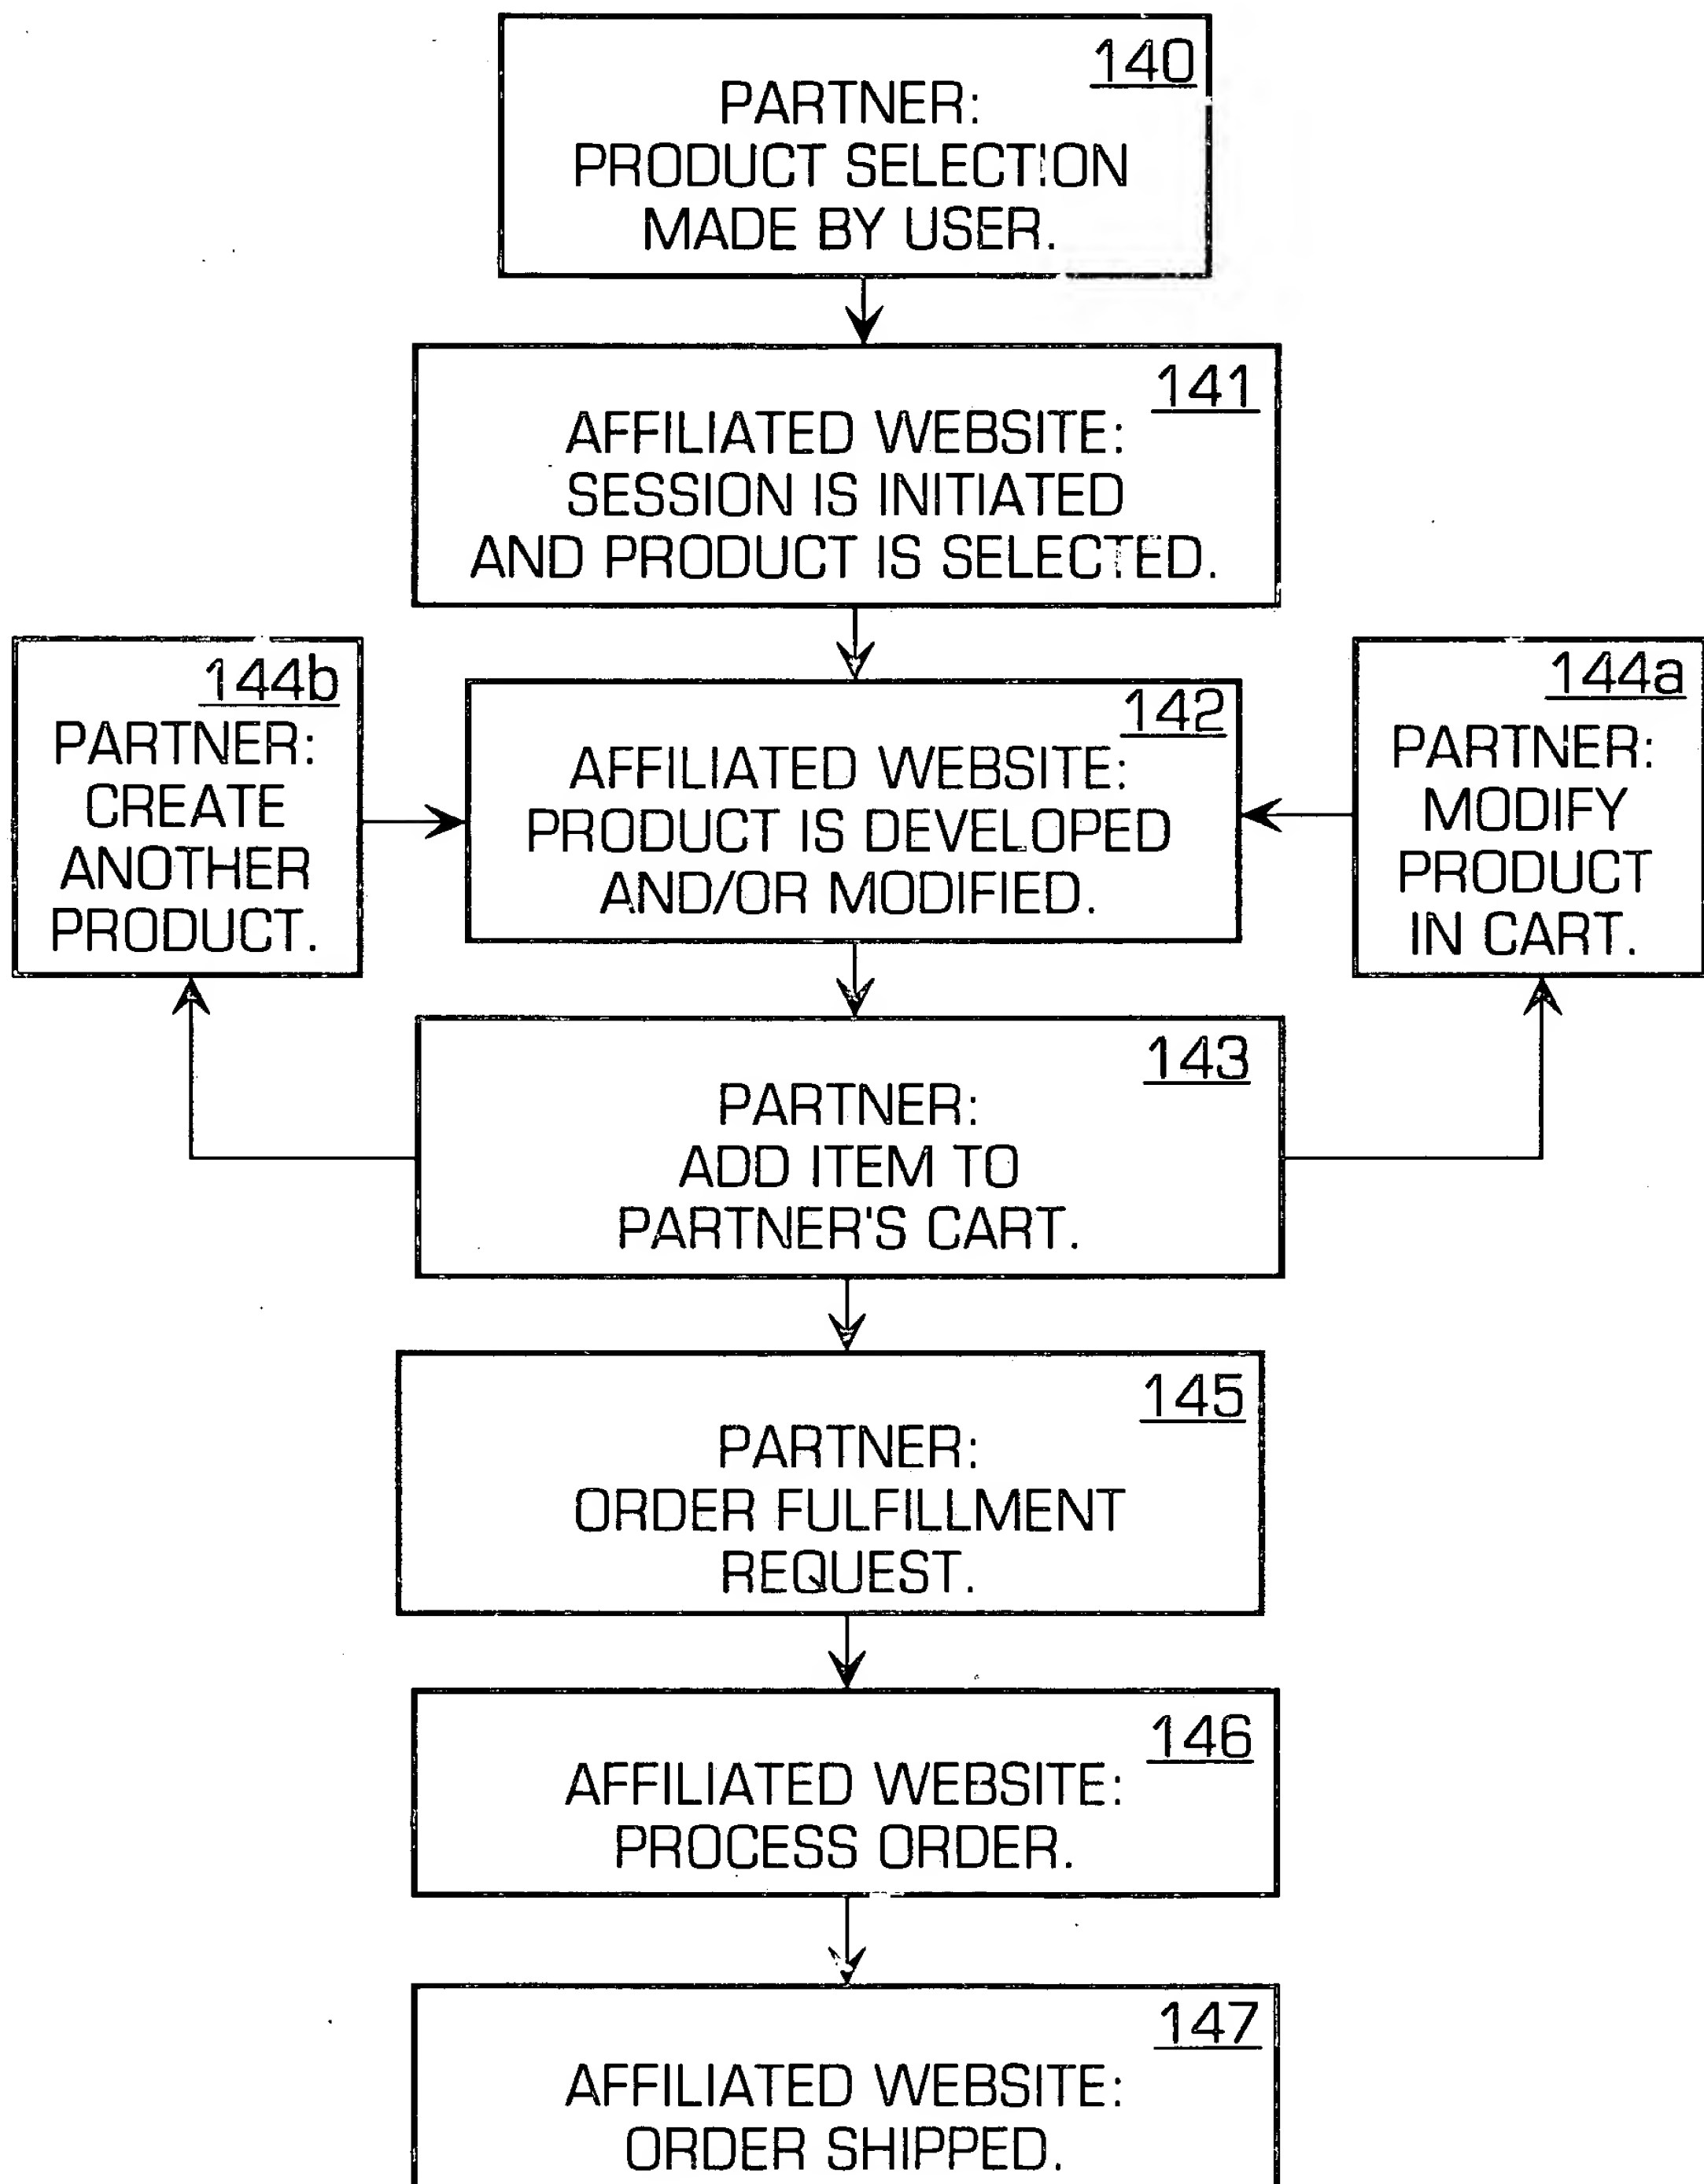 140
PARTNER:
PRODUCT SELECTION
MADE BY USER.
141
AFFILIATED WEBSITE:
SESSION IS INITIATED
AND PRODUCT IS SELECTED.
144b
PARTNER:
CREATE
ANOTHER
PRODUCT.
142
AFFILIATED WEBSITE:
PRODUCT IS DEVELOPED
AND/OR MODIFIED.
144a
PARTNER:
MODIFY
PRODUCT
IN CART.
143
PARTNER:
ADD ITEM TO
PARTNER'S CART.
145
PARTNER:
ORDER FULFILLMENT
REQUEST.
146
AFFILIATED WEBSITE:
PROCESS ORDER.
147
AFFILIATED WEBSITE:
ORDER SHIPPED.